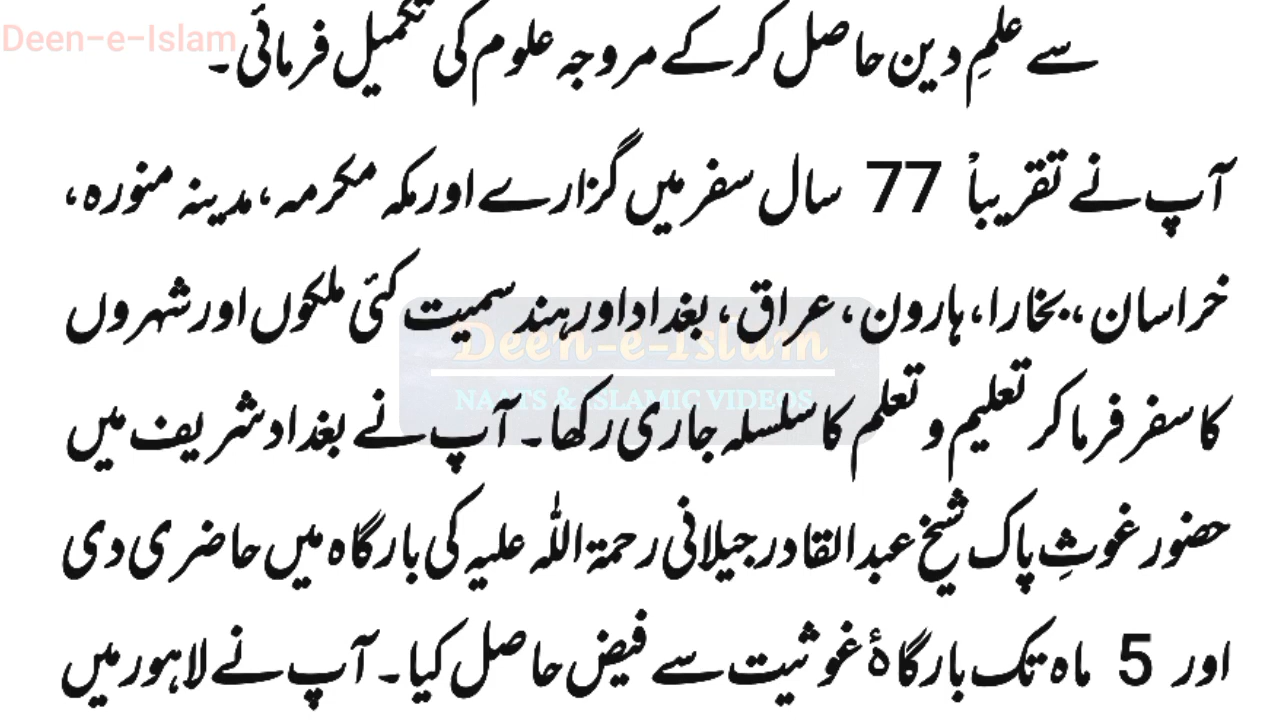 Deen-e-Islam
سے علمِ دین حاصل کرکے مروجہ علوم کی تکمیل فرمائی۔
آپ نے تقریباً 77 سال سفر میں گزارے اور مکہ مکرمہ، مدینہ منورہ،
خراسان، بخارا، ہارون، عراق، بغداد اور ہند سمیت کئی ملکوں اور شہروں
Deen-e-Islam
NAATS & ISLAMIC VIDEOS
کا سفر فرما کر تعلیم و تعلم کا سلسلہ جاری رکھا۔ آپ نے بغداد شریف میں
حضور غوثِ پاک شیخ عبد القادر جیلانی رحمۃ اللہ علیہ کی بارگاہ میں حاضری دی
اور 5 ماہ تک بارگاۂ غوثیت سے فیض حاصل کیا۔ آپ نے لاہور میں